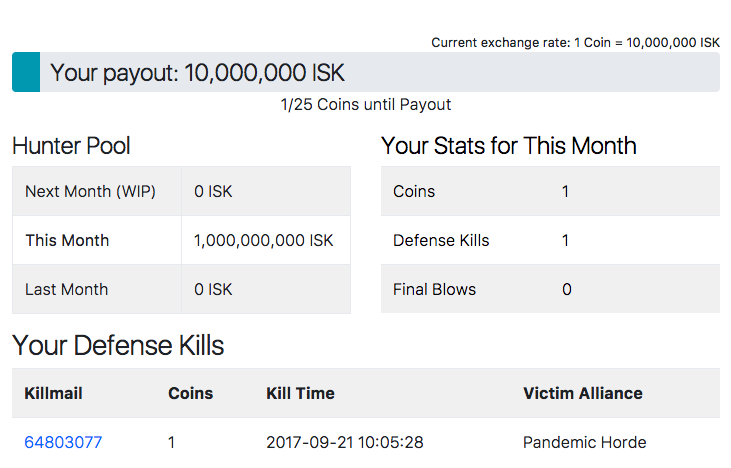 Current exchange rate: 1 Coin = 10,000,000 ISK
Your payout: 10,000,000 ISK
1/25 Coins until Payout
Hunter Pool
Next Month (WIP) 0 ISK
This Month 1,000,000,000 ISK
Last Month 0 ISK
Your Stats for This Month
Coins 1
Defense Kills 1
Final Blows 0
Your Defense Kills
Killmail Coins Kill Time Victim Alliance
64803077 1 2017-09-21 10:05:28 Pandemic Horde